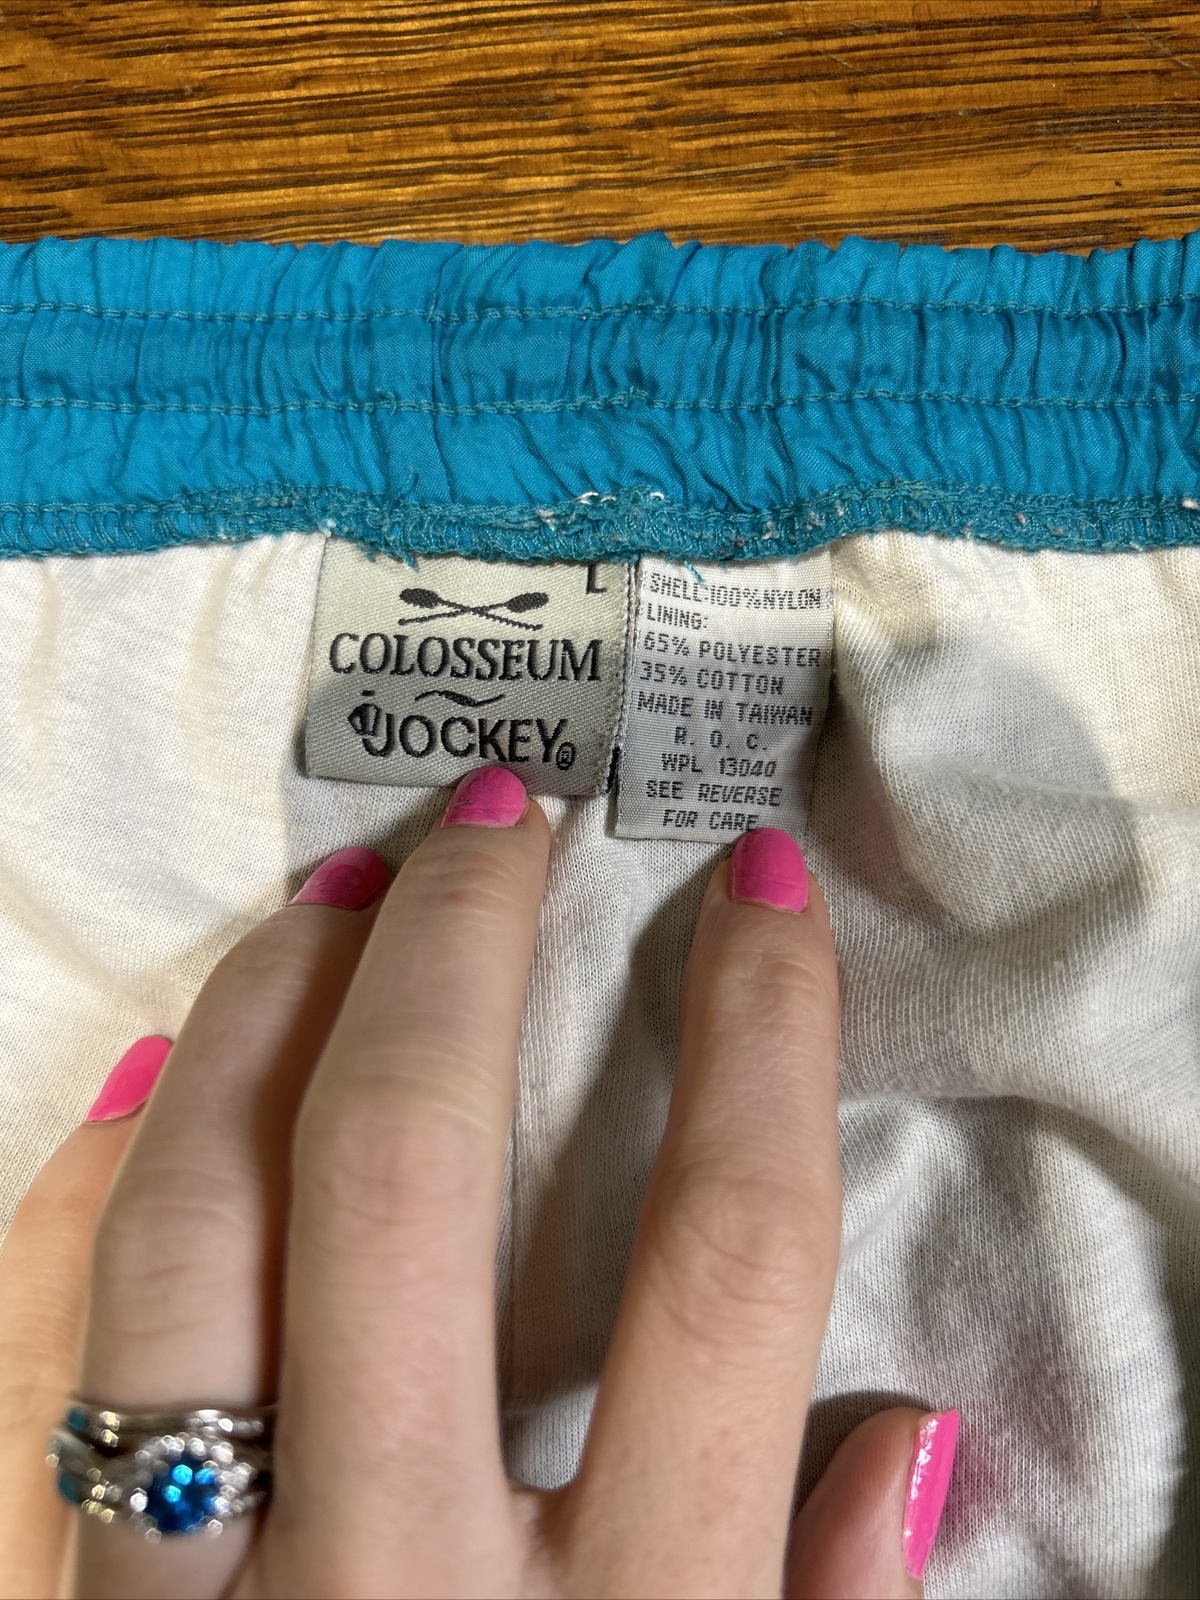 L
COLOSSEUM
JOCKEY®
SHELL:100%NYLON
LINING:
65% POLYESTER
35% COTTON
MADE IN TAIWAN
R. O. C.
WPL 13040
SEE REVERSE
FOR CARE